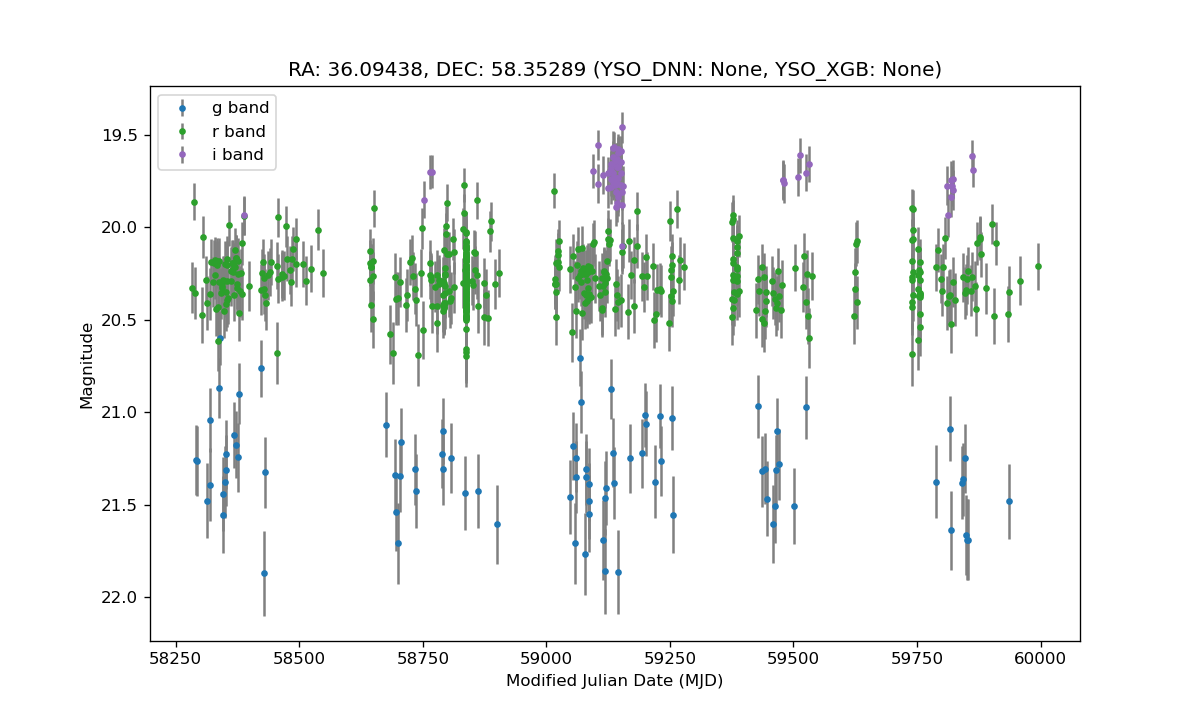 RA: 36.09438, DEC: 58.35289 (YSO_DNN: None, YSO_XGB: None)
g band
r band
i band
19.5
20.0
20.5
21.0
21.5
22.0
Magnitude
58250 58500 58750 59000 59250 59500 59750 60000
Modified Julian Date (MJD)